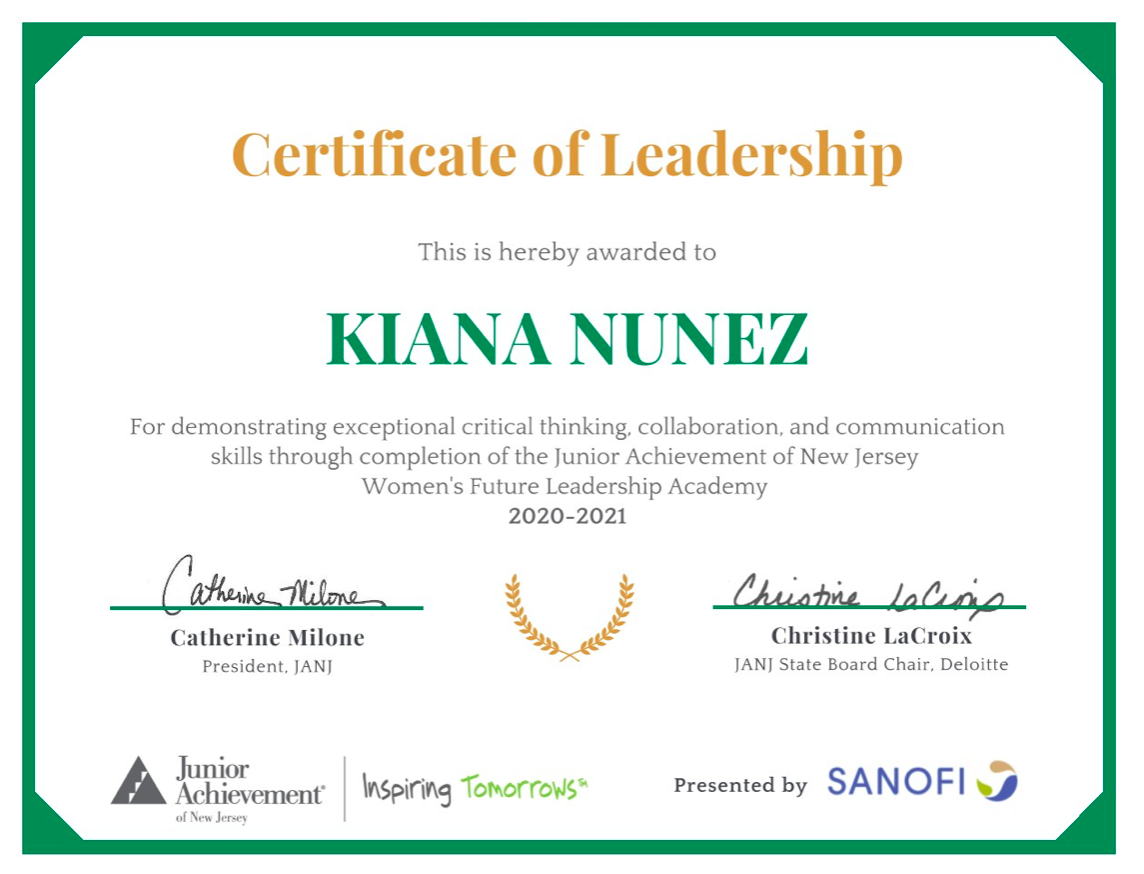 Certificate of Leadership
This is hereby awarded to
KIANA NUNEZ
For demonstrating exceptional critical thinking, collaboration, and communication
skills through completion of the Junior Achievement of New Jersey
Women's Future Leadership Academy
2020-2021
Catherine Milone
Catherine Milone
President, JANJ
Christine LaCroix
Christine LaCroix
JANJ State Board Chair, Deloitte
Junior
Achievement®
of New Jersey
Inspiring Tomorrows℠
Presented by SANOFI